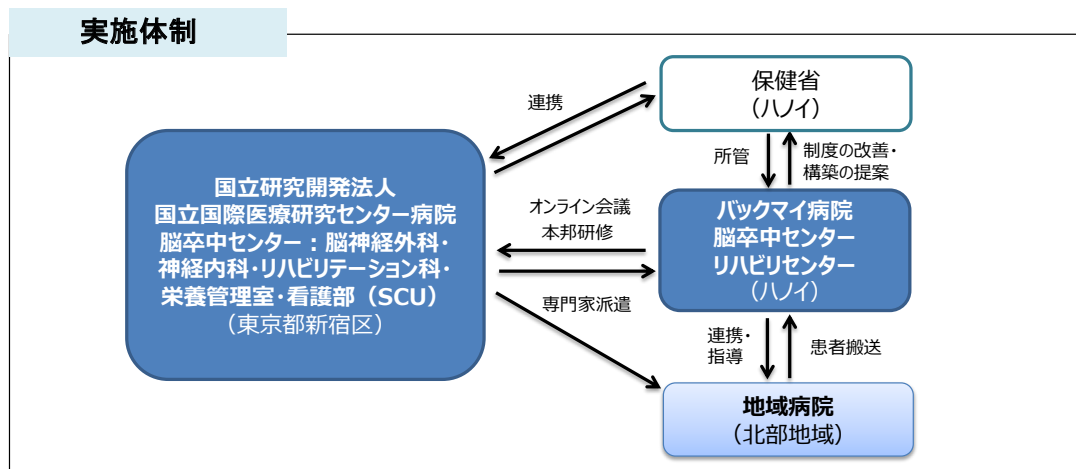 実施体制
保健省
(ハノイ)
連携
所管
制度の改善・
構築の提案
国立研究開発法人
国立国際医療研究センター病院
脳卒中センター:脳神経外科・
神経内科・リハビリテーション科・
栄養管理室・看護部(SCU)
(東京都新宿区)
オンライン会議
本邦研修
バックマイ病院
脳卒中センター
リハビリセンター
(ハノイ)
専門家派遣
連携・
指導
患者搬送
地域病院
(北部地域)